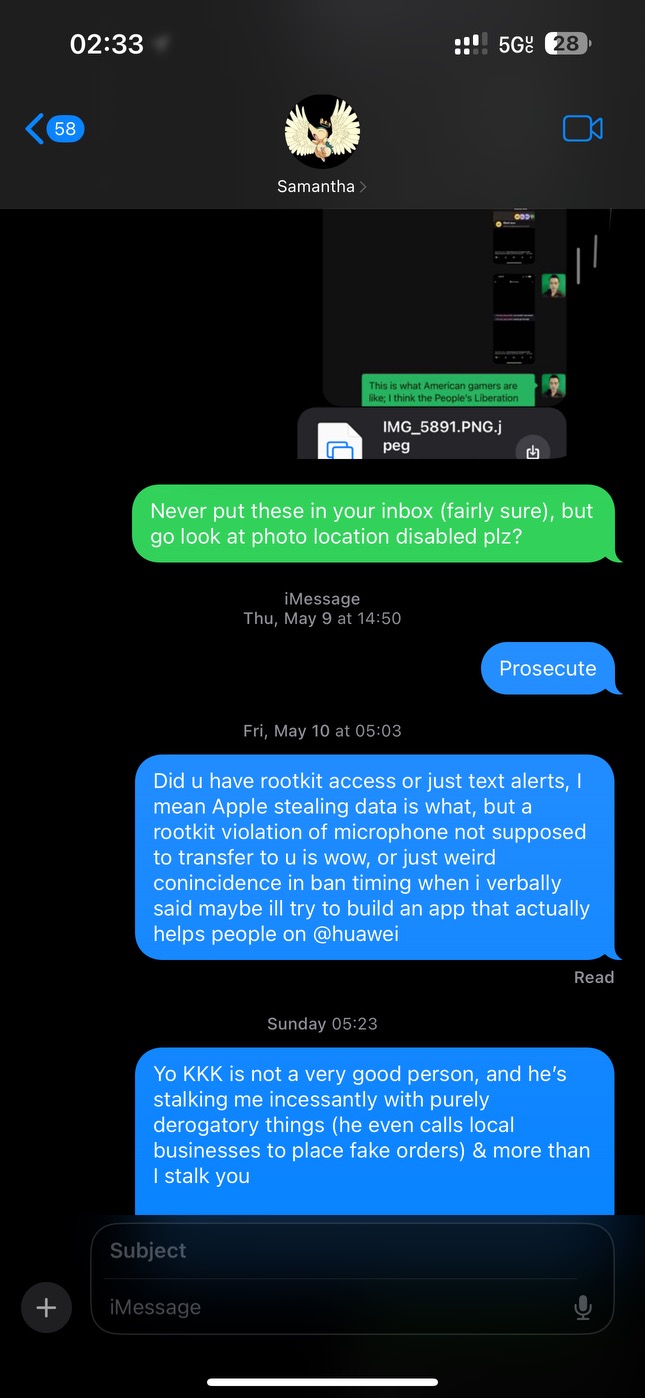 02:33
5GUC
28
58
Samantha
This is what American gamers are
like; I think the People's Liberation
IMG_5891.PNG.j
peg
Never put these in your inbox (fairly sure), but
go look at photo location disabled plz?
iMessage
Thu, May 9 at 14:50
Prosecute
Fri, May 10 at 05:03
Did u have rootkit access or just text alerts, I
mean Apple stealing data is what, but a
rootkit violation of microphone not supposed
to transfer to u is wow, or just weird
conincidence in ban timing when i verbally
said maybe ill try to build an app that actually
helps people on @huawei
Read
Sunday 05:23
Yo KKK is not a very good person, and he’s
stalking me incessantly with purely
derogatory things (he even calls local
businesses to place fake orders) & more than
I stalk you
Subject
iMessage